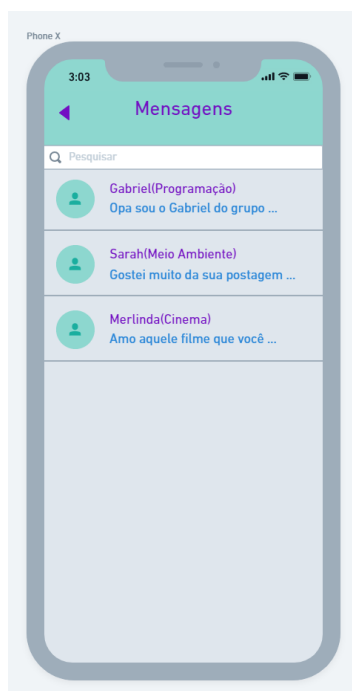 Phone X
3:03
Mensagens
Pesquisar
Gabriel(Programação)
Opa sou o Gabriel do grupo ...
Sarah(Meio Ambiente)
Gostei muito da sua postagem ...
Merlinda(Cinema)
Amo aquele filme que você ...